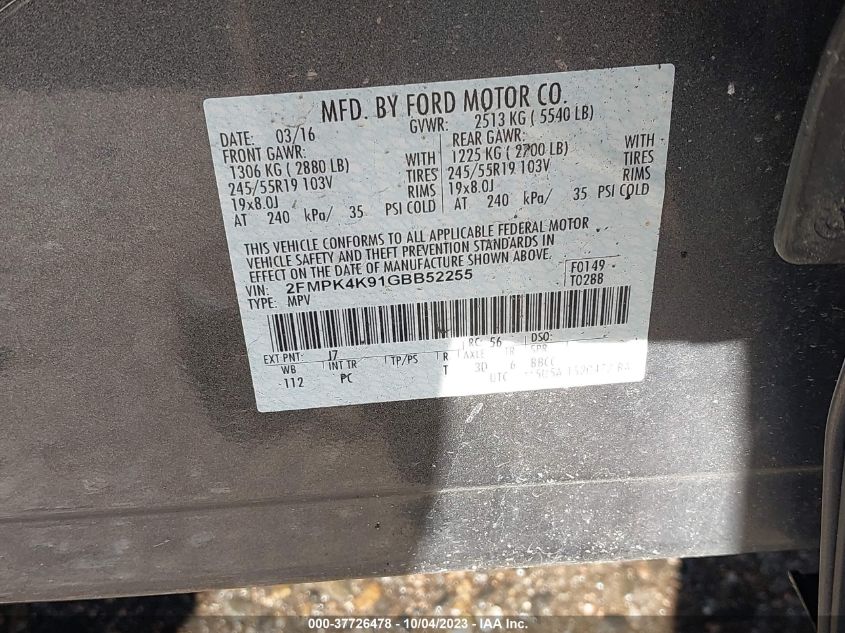 MFD. BY FORD MOTOR CO.
DATE: 03/16 GVWR: 2513 KG ( 5540 LB)
FRONT GAWR: REAR GAWR:
1306 KG ( 2880 LB) WITH 1225 KG ( 2700 LB) WITH
245/55R19 103V TIRES 245/55R19 103V TIRES
19x8.0J RIMS 19x8.0J RIMS
AT 240 kPa/ 35 PSI COLD AT 240 kPa/ 35 PSI COLD
THIS VEHICLE CONFORMS TO ALL APPLICABLE FEDERAL MOTOR
VEHICLE SAFETY AND THEFT PREVENTION STANDARDS IN
EFFECT ON THE DATE OF MANUFACTURE SHOWN ABOVE.
VIN: 2FMPK4K91GBB52255 F0149
TYPE: MPV T0288
EXT PNT: J7 RC: 56 DSO:
WB INT TR TP/PS R AXLE TR SPR
112 PC T 3D 6 BBCC
UTC
000-37726478 - 10/04/2023 - IAA Inc.